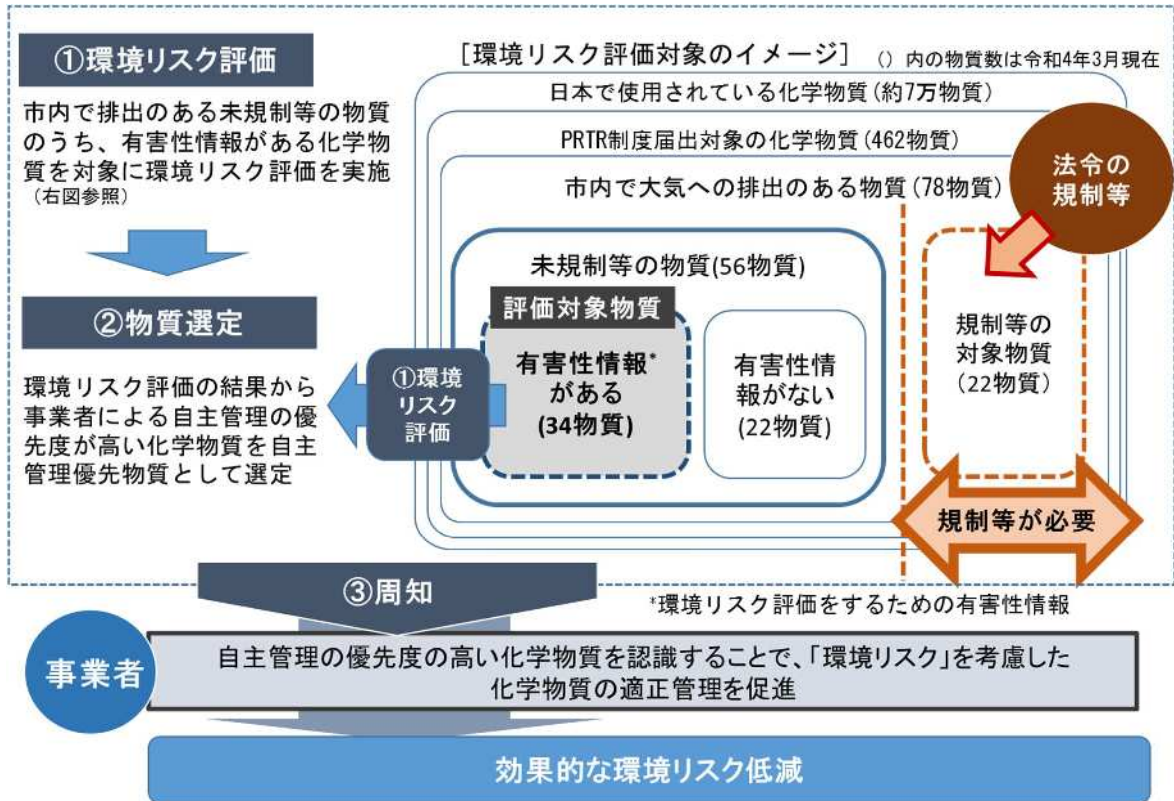 ①環境リスク評価
市内で排出のある未規制等の物質
のうち、有害性情報がある化学物
質を対象に環境リスク評価を実施
(右図参照)
②物質選定
環境リスク評価の結果から
事業者による自主管理の優
先度が高い化学物質を自主
管理優先物質として選定
[環境リスク評価対象のイメージ]
()内の物質数は令和4年3月現在
日本で使用されている化学物質(約7万物質)
PRTR制度届出対象の化学物質(462物質)
市内で大気への排出のある物質(78物質)
法令の
規制等
未規制等の物質(56物質)
評価対象物質
有害性情報*
がある
(34物質)
有害性情
報がない
(22物質)
規制等の
対象物質
(22物質)
①環境
リスク
評価
規制等が必要
③周知
*環境リスク評価をするための有害性情報
事業者
自主管理の優先度の高い化学物質を認識することで、「環境リスク」を考慮した
化学物質の適正管理を促進
効果的な環境リスク低減